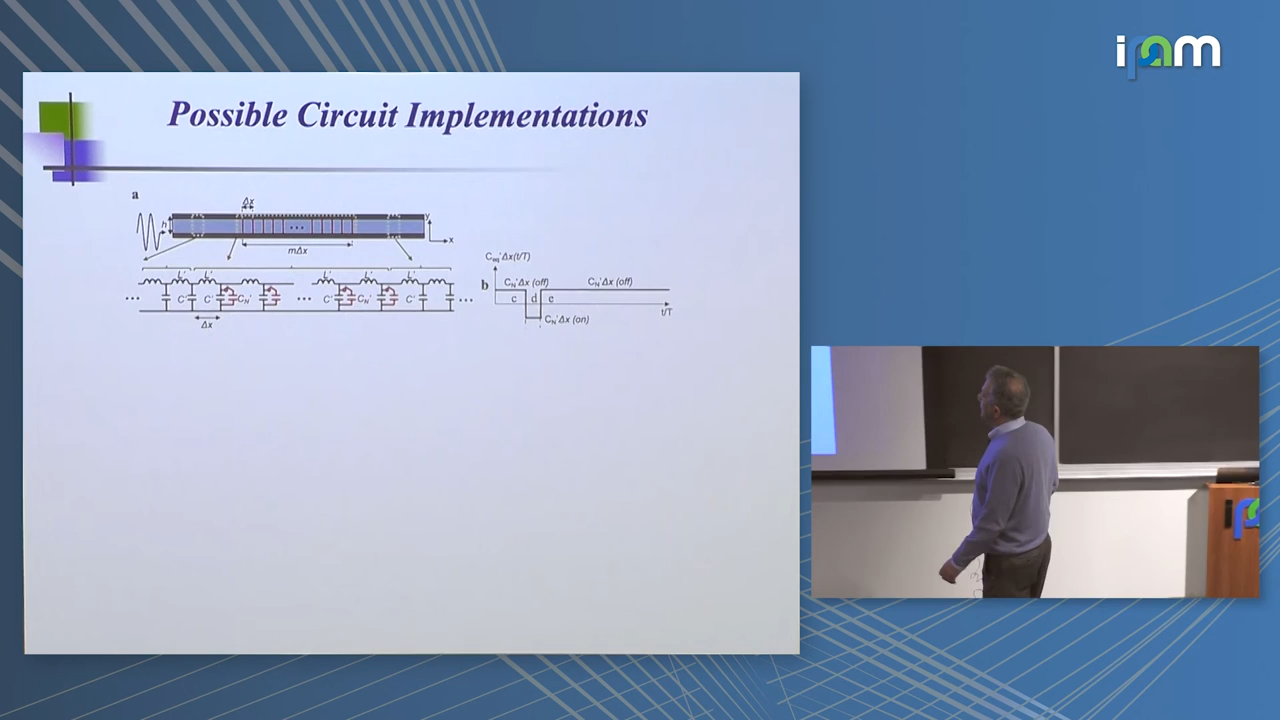 ipam
Possible Circuit Implementations
a
Δx
h
y
x
mΔx
L' L' L' L' L'
C' C' C_N' C' C_N' C'
... ... ...
Δx
C_eq'Δx(t/T)
b
C_N'Δx (off) C_N'Δx (off)
c d e
t/T
C_N'Δx (on)